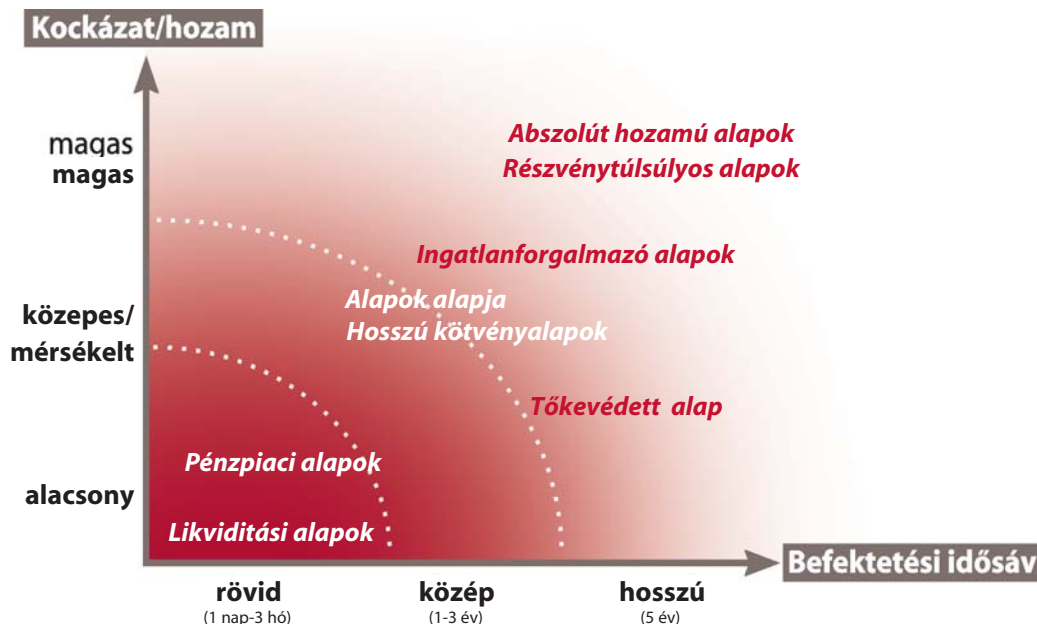 Kockázat/hozam
magas
magas
Abszolút hozamú alapok
Részvénytúlsúlyos alapok
Ingatlanforgalmazó alapok
Alapok alapja
Hosszú kötvényalapok
közepes/
mérsékelt
Tőkevédett alap
Pénzpiaci alapok
alacsony
Likviditási alapok
Befektetési idősáv
rövid
(1 nap-3 hó)
közép
(1-3 év)
hosszú
(5 év)